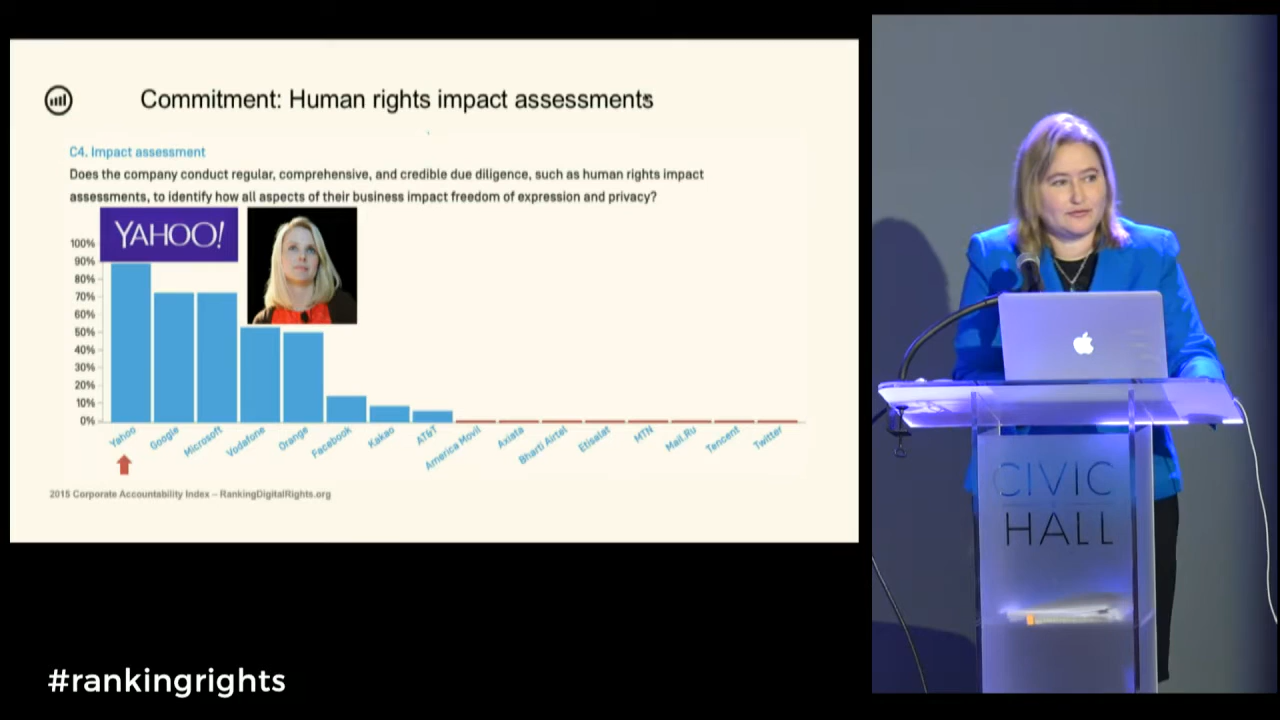 Commitment: Human rights impact assessments
C4. Impact assessment
Does the company conduct regular, comprehensive, and credible due diligence, such as human rights impact
assessments, to identify how all aspects of their business impact freedom of expression and privacy?
YAHOO!
100%
90%
80%
70%
60%
50%
40%
30%
20%
10%
0%
Yahoo
Google
Microsoft
Vodafone
Orange
Facebook
Kakao
AT&T
America Movil
Axiata
Bharti Airtel
Etisalat
MTN
Mail.Ru
Tencent
Twitter
2015 Corporate Accountability Index – RankingDigitalRights.org
CIVIC
HALL
#rankingrights